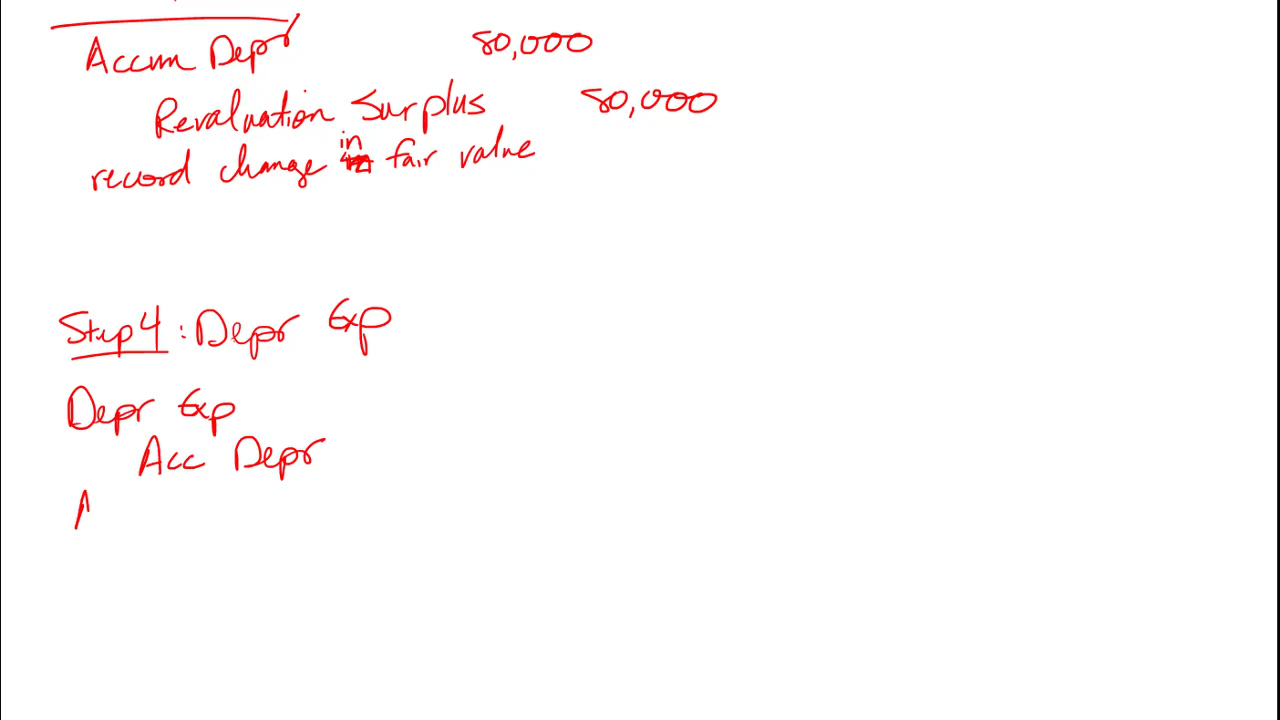 Accum Depr 80,000
Revaluation Surplus 80,000
record change in fair value
Step 4 : Depr Exp
Depr Exp
Acc Depr